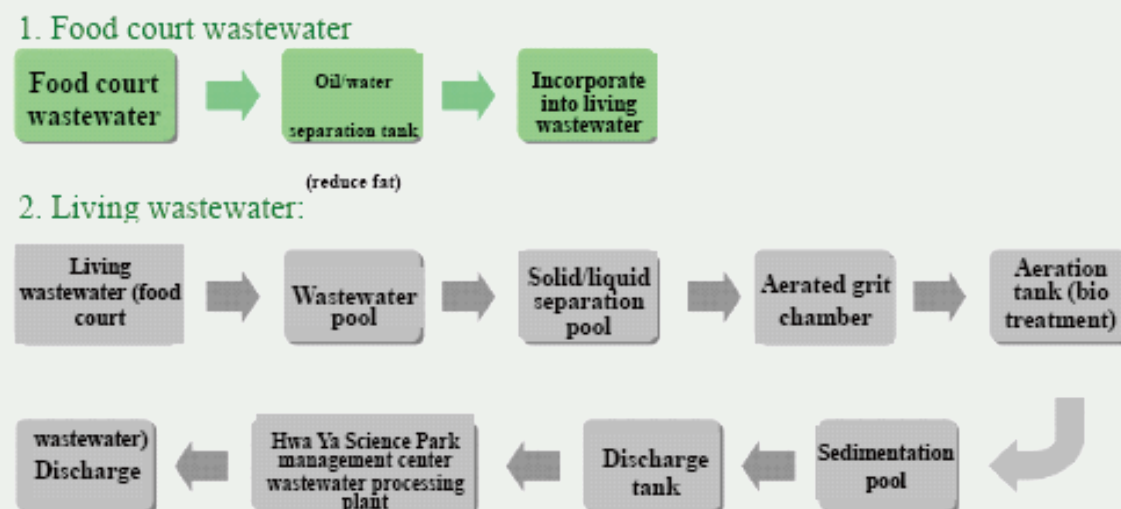 1. Food court wastewater
Food court
wastewater
Oil/water
separation tank
(reduce fat)
Incorporate
into living
wastewater
2. Living wastewater:
Living
wastewater (food
court
Wastewater
pool
Solid/liquid
separation
pool
Aerated grit
chamber
Aeration
tank (bio
treatment)
Sedimentation
pool
Discharge
tank
Hwa Ya Science Park
management center
wastewater processing
plant
wastewater)
Discharge